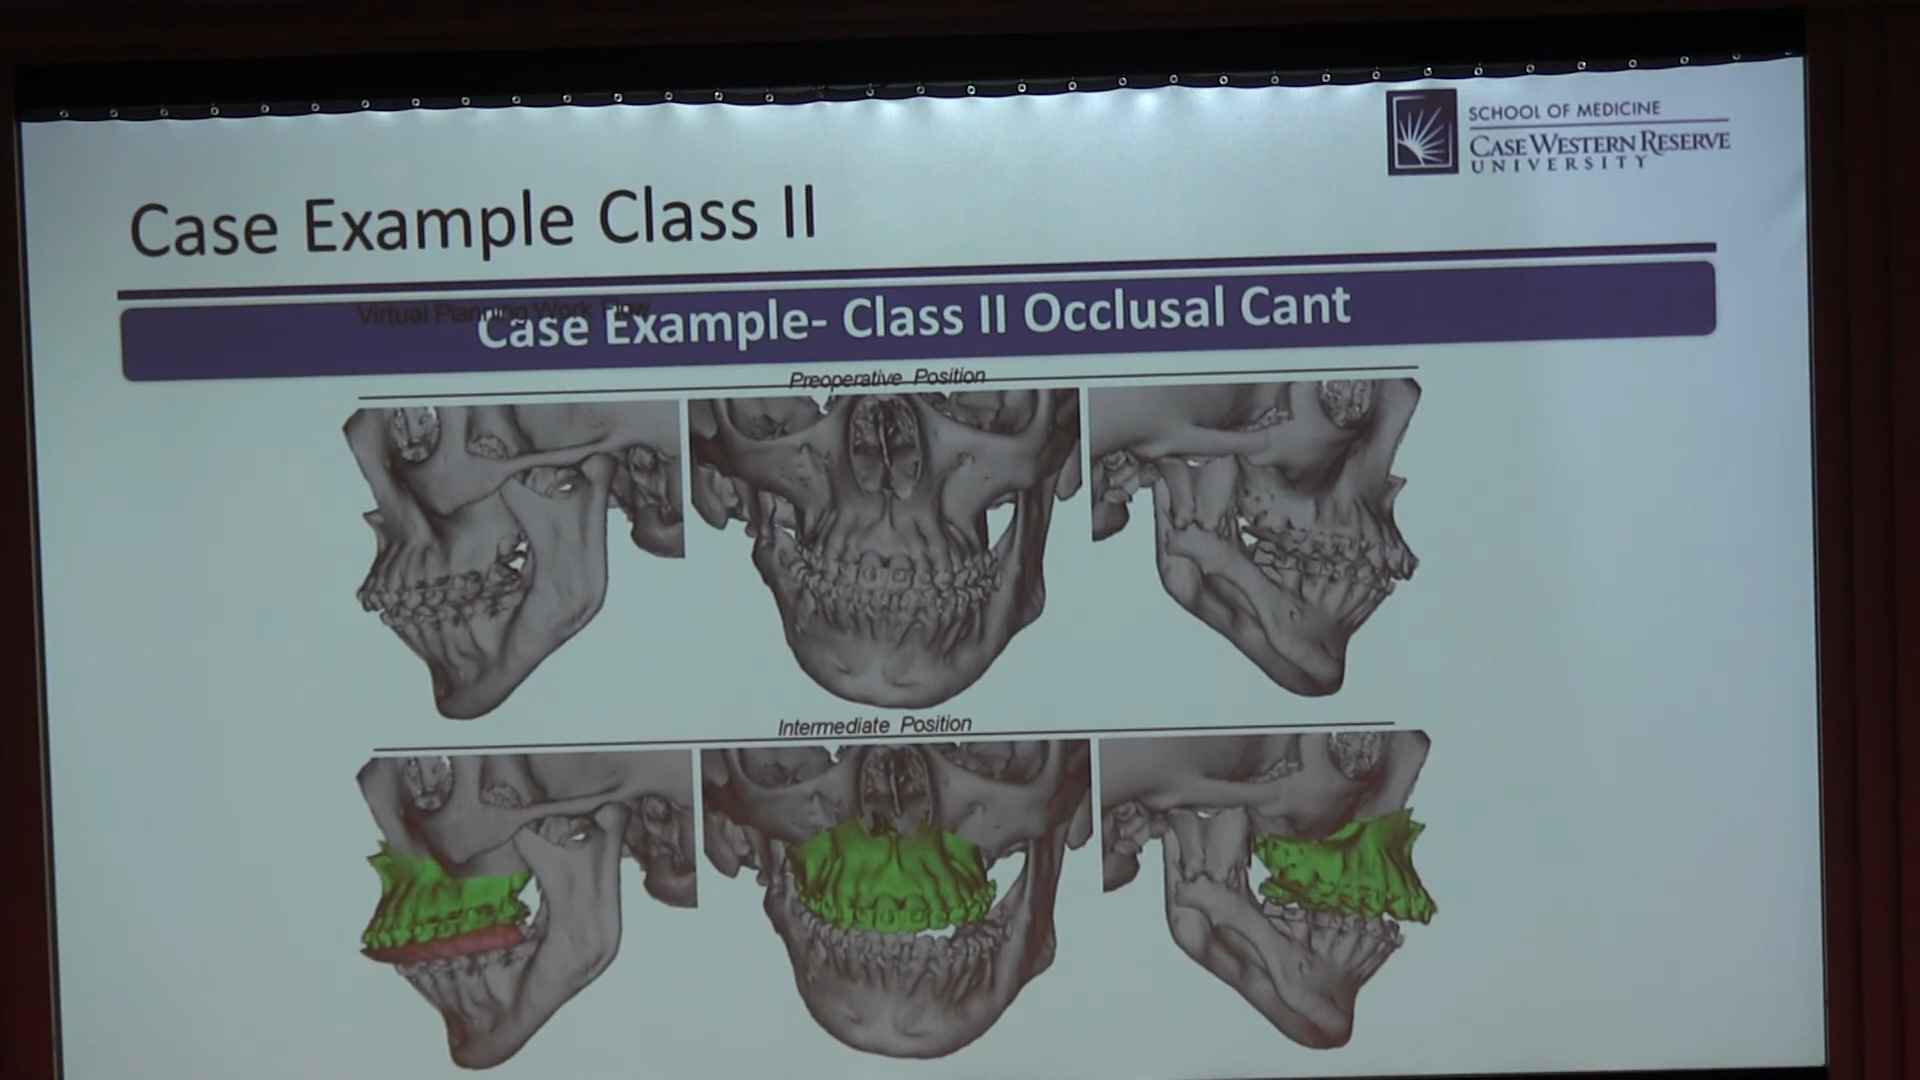 SCHOOL OF MEDICINE
CASE WESTERN RESERVE
UNIVERSITY
Case Example Class II
Virtual Planning Work Flow
Case Example- Class II Occlusal Cant
Preoperative Position
Intermediate Position